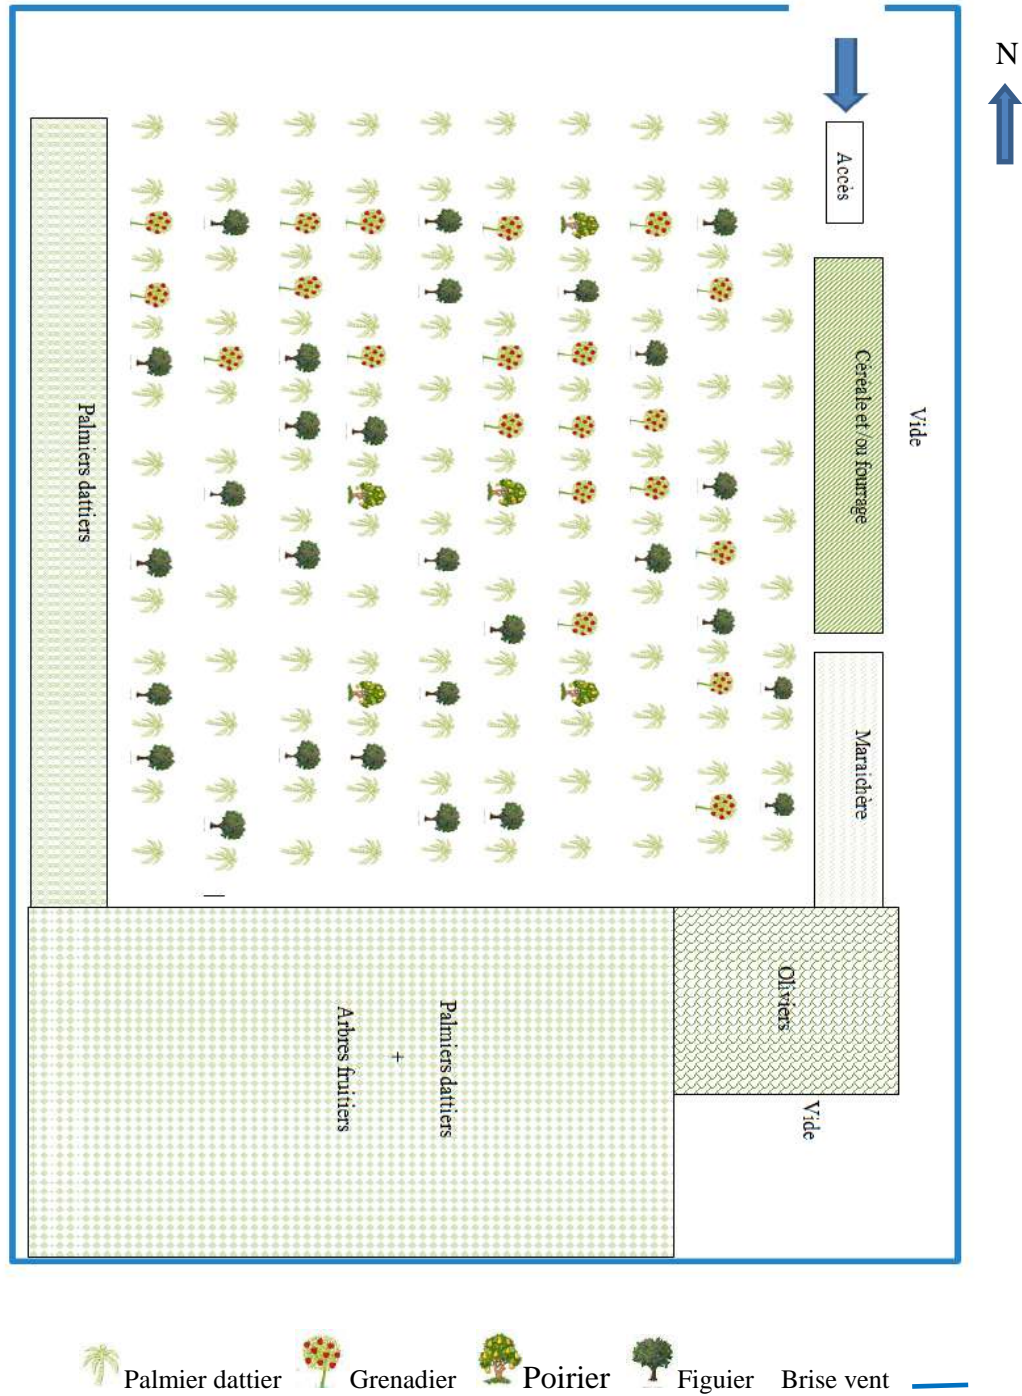 N
Accès
Céréale et /ou fourrage
Vide
Palmiers dattiers
Maraichère
Oliviers
Vide
Palmiers dattiers
+
Arbres fruitiers
Palmier dattier Grenadier Poirier Figuier Brise vent